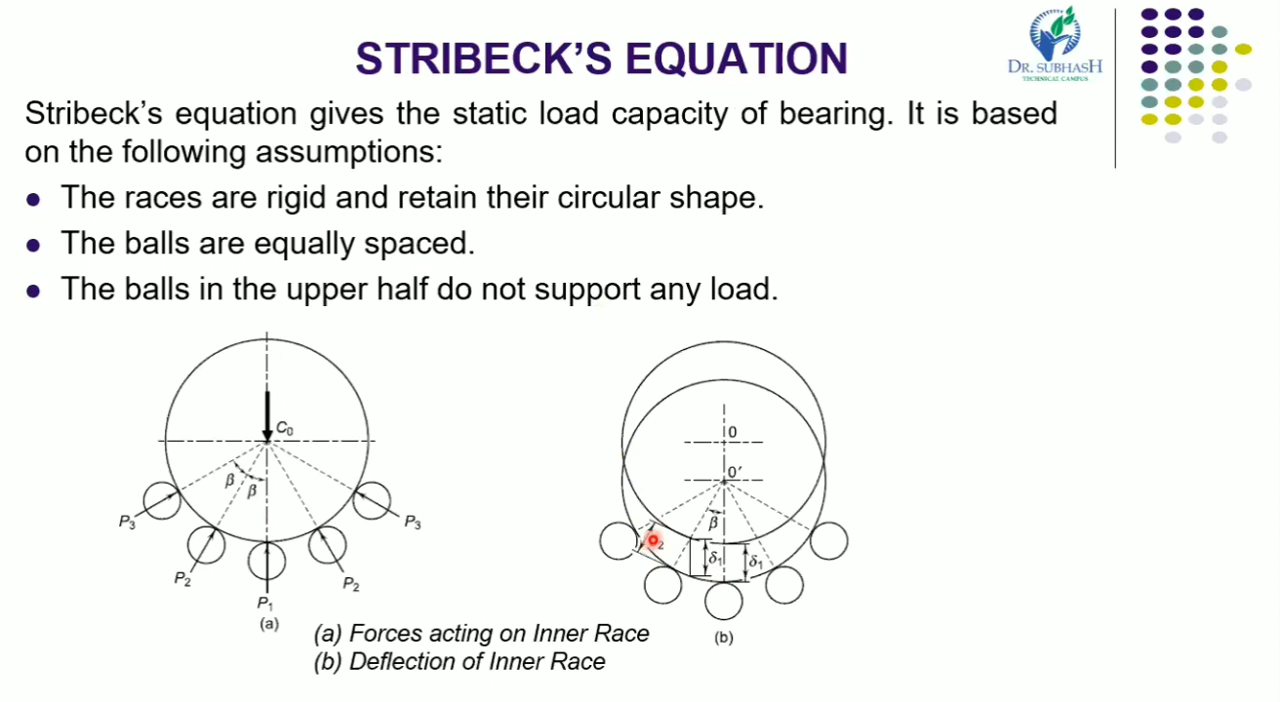 STRIBECK'S EQUATION
DR. SUBHASH
TECHNICAL CAMPUS
Stribeck's equation gives the static load capacity of bearing. It is based
on the following assumptions:
● The races are rigid and retain their circular shape.
● The balls are equally spaced.
● The balls in the upper half do not support any load.
C₀
β
β
P₃
P₃
P₂
P₂
P₁
(a)
O
O'
β
2
δ₁
δ₁
(b)
(a) Forces acting on Inner Race
(b) Deflection of Inner Race